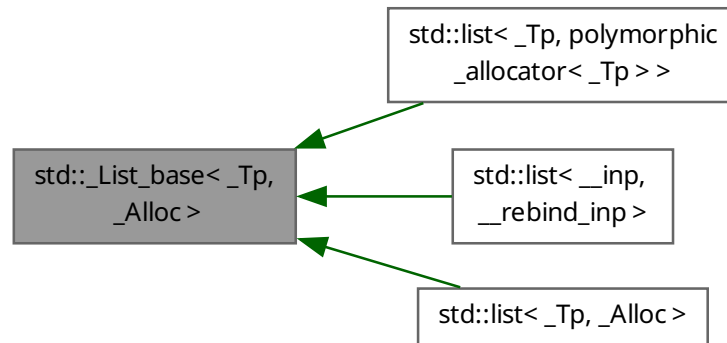 std::list< _Tp, polymorphic
_allocator< _Tp > >
std::_List_base< _Tp,
_Alloc >
std::list< __inp,
__rebind_inp >
std::list< _Tp, _Alloc >